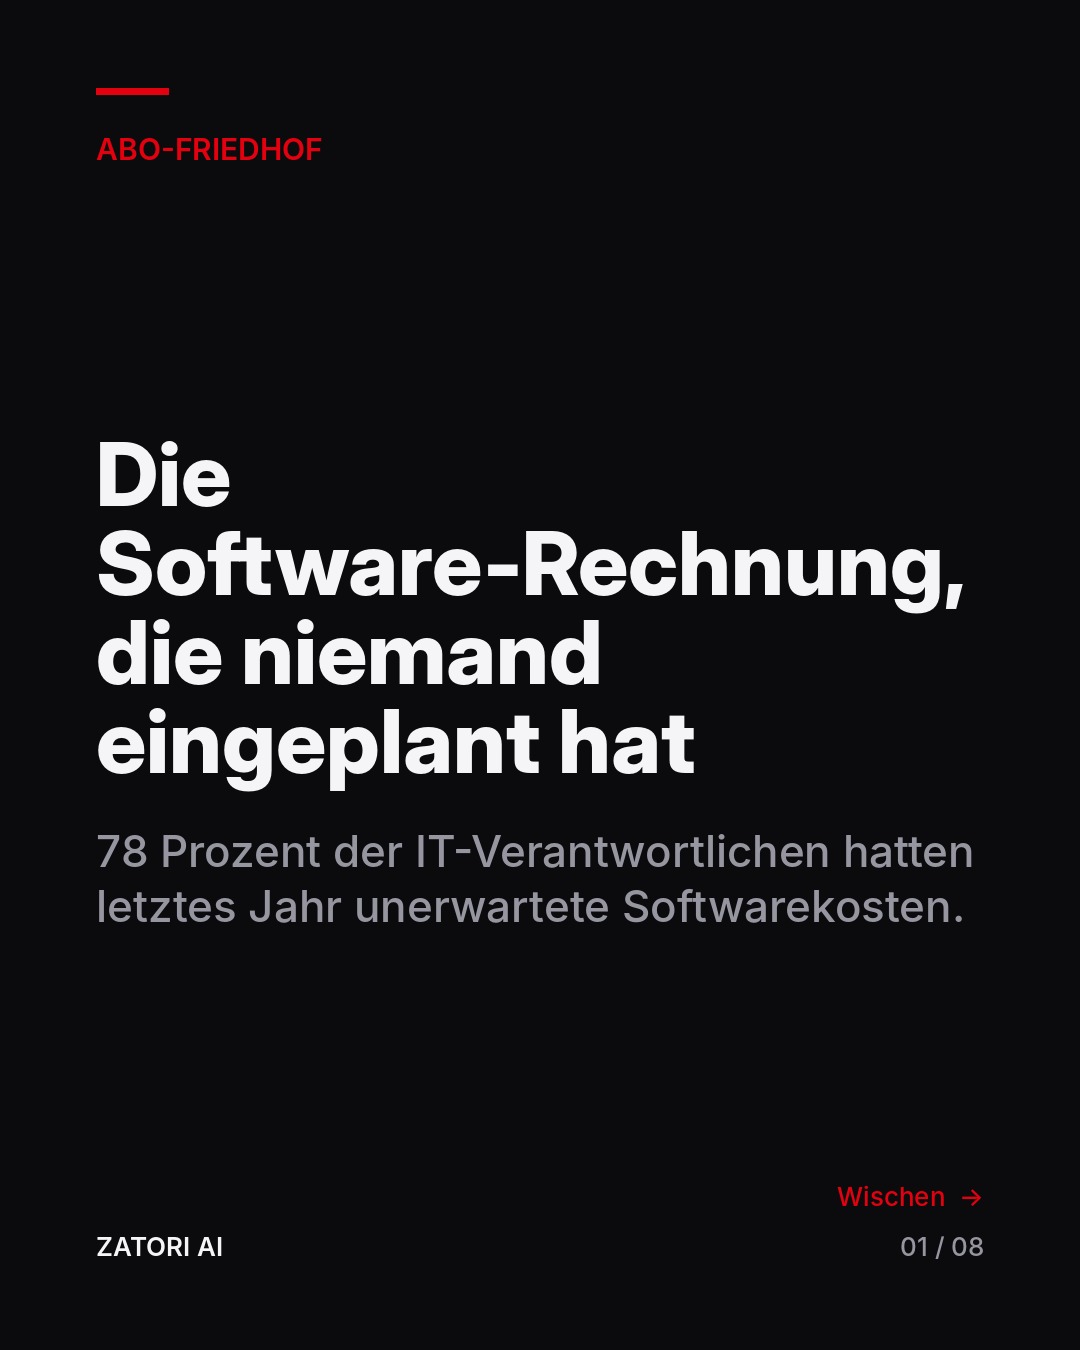 ABO-FRIEDHOF
Die
Software-Rechnung,
die niemand
eingeplant hat
78 Prozent der IT-Verantwortlichen hatten
letztes Jahr unerwartete Softwarekosten.
Wischen →
ZATORI AI
01 / 08